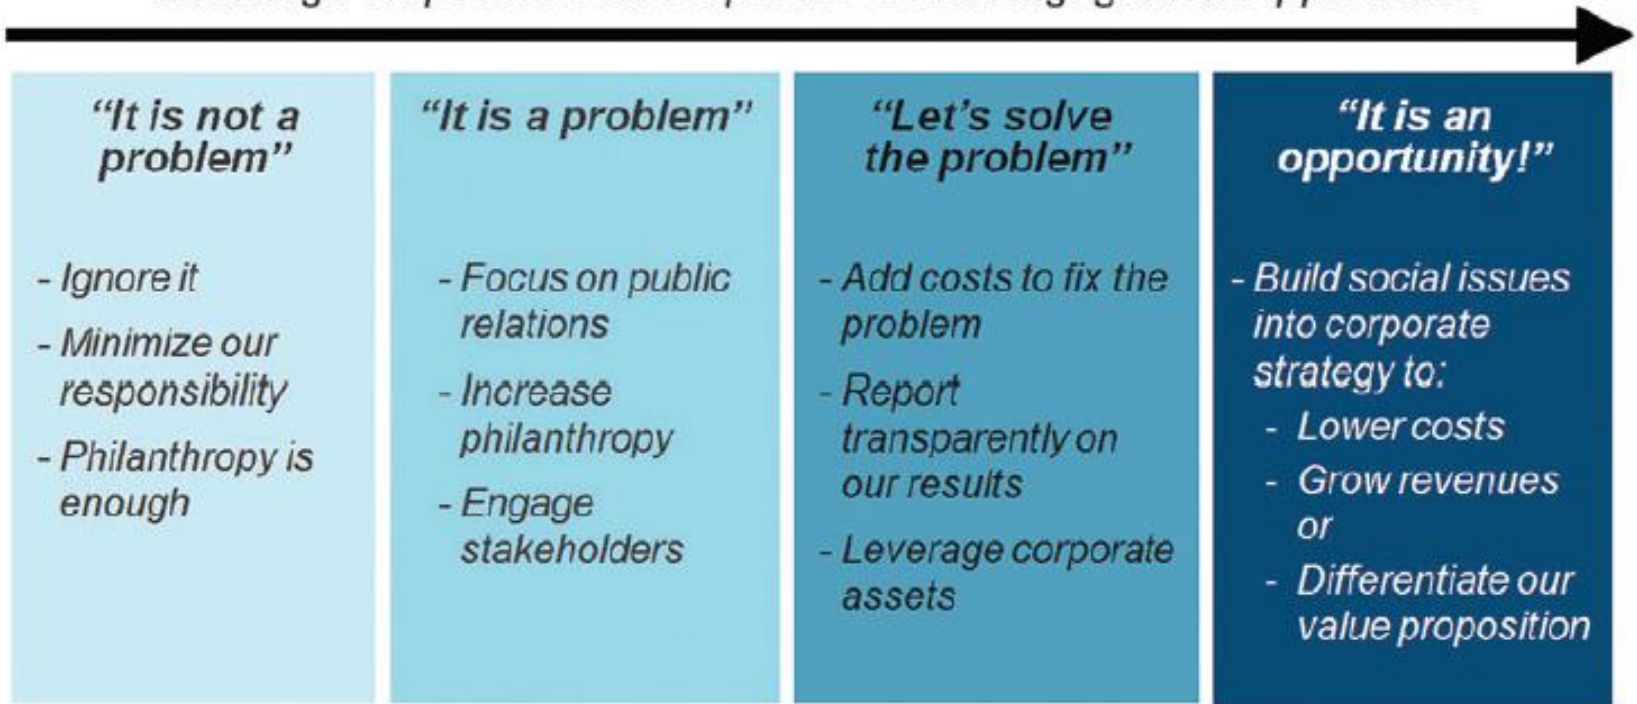 “It is not a
problem”
- Ignore it
- Minimize our
responsibility
- Philanthropy is
enough
“It is a problem”
- Focus on public
relations
- Increase
philanthropy
- Engage
stakeholders
“Let’s solve
the problem”
- Add costs to fix the
problem
- Report
transparently on
our results
- Leverage corporate
assets
“It is an
opportunity!”
- Build social issues
into corporate
strategy to:
- Lower costs
- Grow revenues
or
- Differentiate our
value proposition